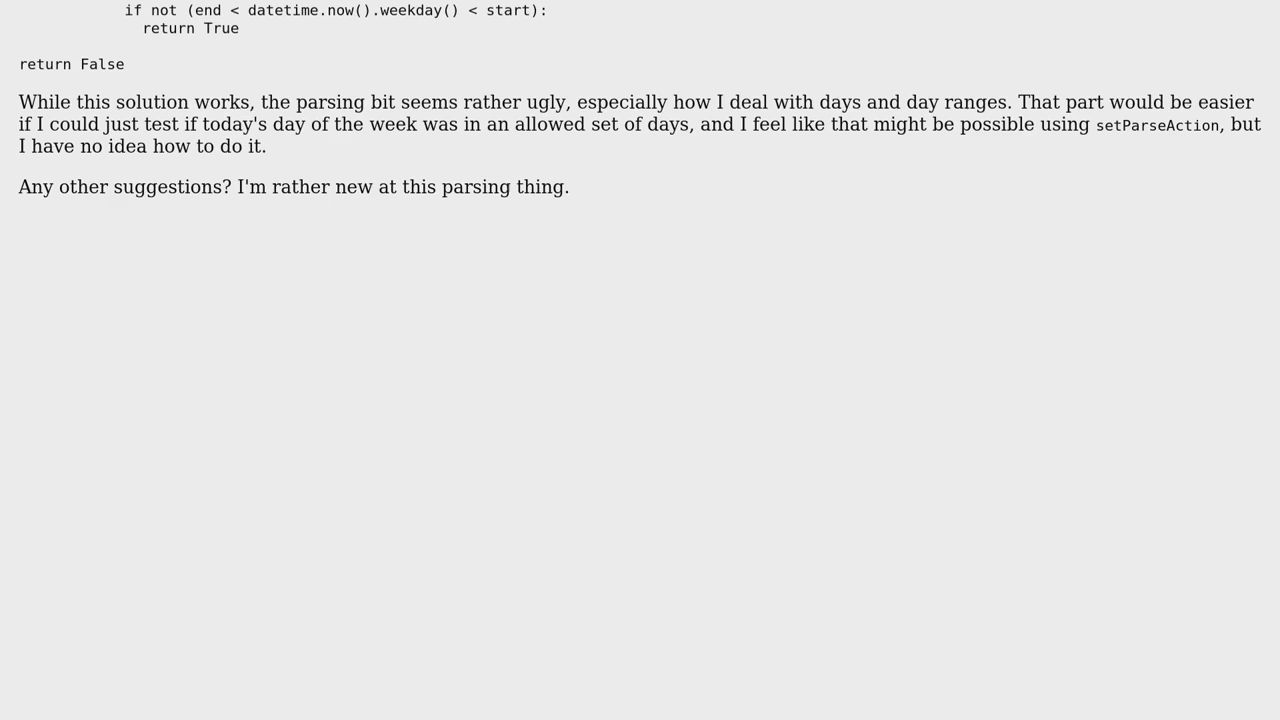 if not (end < datetime.now().weekday() < start):
return True
return False
While this solution works, the parsing bit seems rather ugly, especially how I deal with days and day ranges. That part would be easier
if I could just test if today's day of the week was in an allowed set of days, and I feel like that might be possible using setParseAction, but
I have no idea how to do it.
Any other suggestions? I'm rather new at this parsing thing.